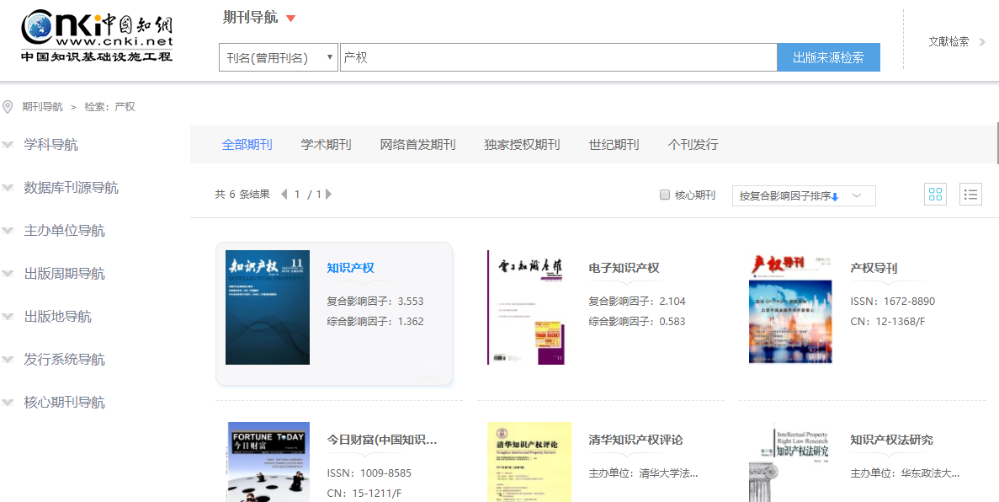 cnki中国知网
www.cnki.net
中国知识基础设施工程
期刊导航
刊名(曾用刊名)
产权
出版来源检索
文献检索
期刊导航 > 检索: 产权
学科导航
数据库刊源导航
主办单位导航
出版周期导航
出版地导航
发行系统导航
核心期刊导航
全部期刊 学术期刊 网络首发期刊 独家授权期刊 世纪期刊 个刊发行
共 6 条结果 1 / 1
核心期刊
按复合影响因子排序
知识产权 11
INTELLECTUAL PROPERTY
知识产权
复合影响因子: 3.553
综合影响因子: 1.362
電子知識产權
TRADE SECRET
11
电子知识产权
复合影响因子: 2.104
综合影响因子: 0.583
产权导刊
产权导刊
ISSN: 1672-8890
CN: 12-1368/F
FORTUNE TODAY
今日财富
今日财富(中国知识...
ISSN: 1009-8585
CN: 15-1211/F
清华知识产权评论
Tsinghua Intellectual Property Review
清华知识产权评论
主办单位: 清华大学法...
Intellectual Property
Right Law Research
知识产权法研究
知识产权法研究
主办单位: 华东政法大...